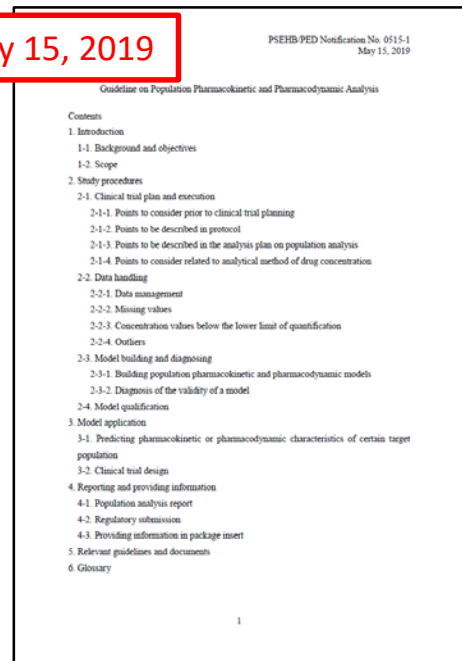 y 15, 2019
PSEHB/PED Notification No. 0515-1
May 15, 2019
Guideline on Population Pharmacokinetic and Pharmacodynamic Analysis
Contents
1. Introduction
1-1. Background and objectives
1-2. Scope
2. Study procedures
2-1. Clinical trial plan and execution
2-1-1. Points to consider prior to clinical trial planning
2-1-2. Points to be described in protocol
2-1-3. Points to be described in the analysis plan on population analysis
2-1-4. Points to consider related to analytical method of drug concentration
2-2. Data handling
2-2-1. Data management
2-2-2. Missing values
2-2-3. Concentration values below the lower limit of quantification
2-2-4. Outliers
2-3. Model building and diagnosing
2-3-1. Building population pharmacokinetic and pharmacodynamic models
2-3-2. Diagnosis of the validity of a model
2-4. Model qualification
3. Model application
3-1. Predicting pharmacokinetic or pharmacodynamic characteristics of certain target
population
3-2. Clinical trial design
4. Reporting and providing information
4-1. Population analysis report
4-2. Regulatory submission
4-3. Providing information in package insert
5. Relevant guidelines and documents
6. Glossary
1